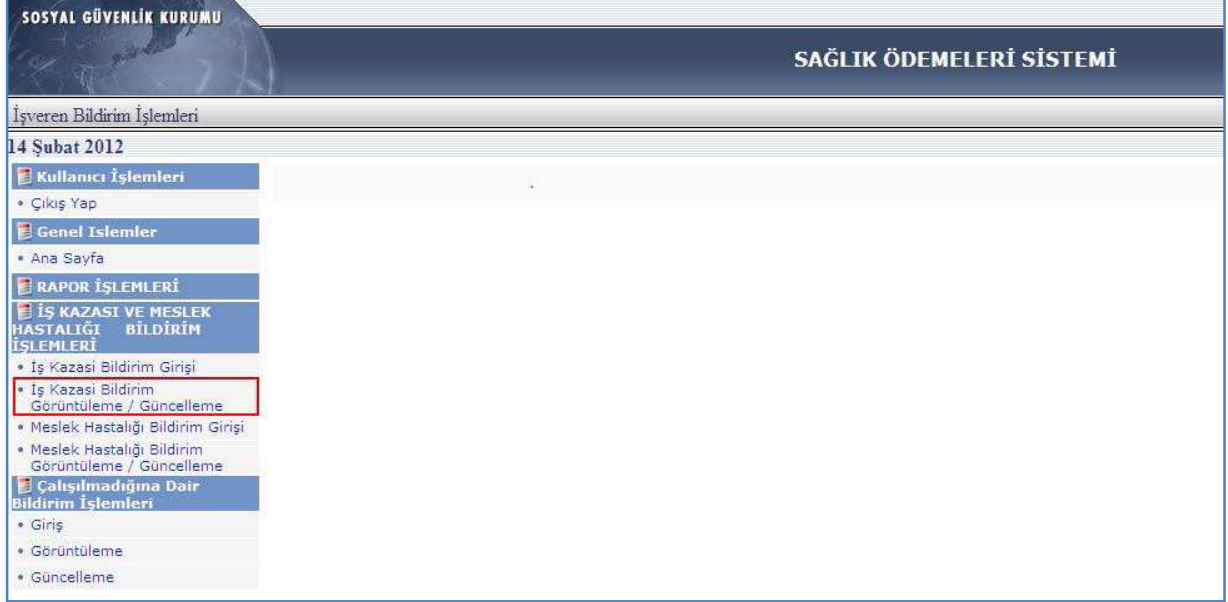 SOSYAL GÜVENLİK KURUMU
SAĞLIK ÖDEMELERİ SİSTEMİ
İşveren Bildirim İşlemleri
14 Şubat 2012
Kullanıcı İşlemleri
Çıkış Yap
Genel Islemler
Ana Sayfa
RAPOR İŞLEMLERİ
İŞ KAZASI VE MESLEK
HASTALIĞI BİLDİRİM
İŞLEMLERİ
İş Kazasi Bildirim Girişi
İş Kazasi Bildirim
Görüntüleme / Güncelleme
Meslek Hastalığı Bildirim Girişi
Meslek Hastalığı Bildirim
Görüntüleme / Güncelleme
Çalışılmadığına Dair
Bildirim İşlemleri
Giriş
Görüntüleme
Güncelleme